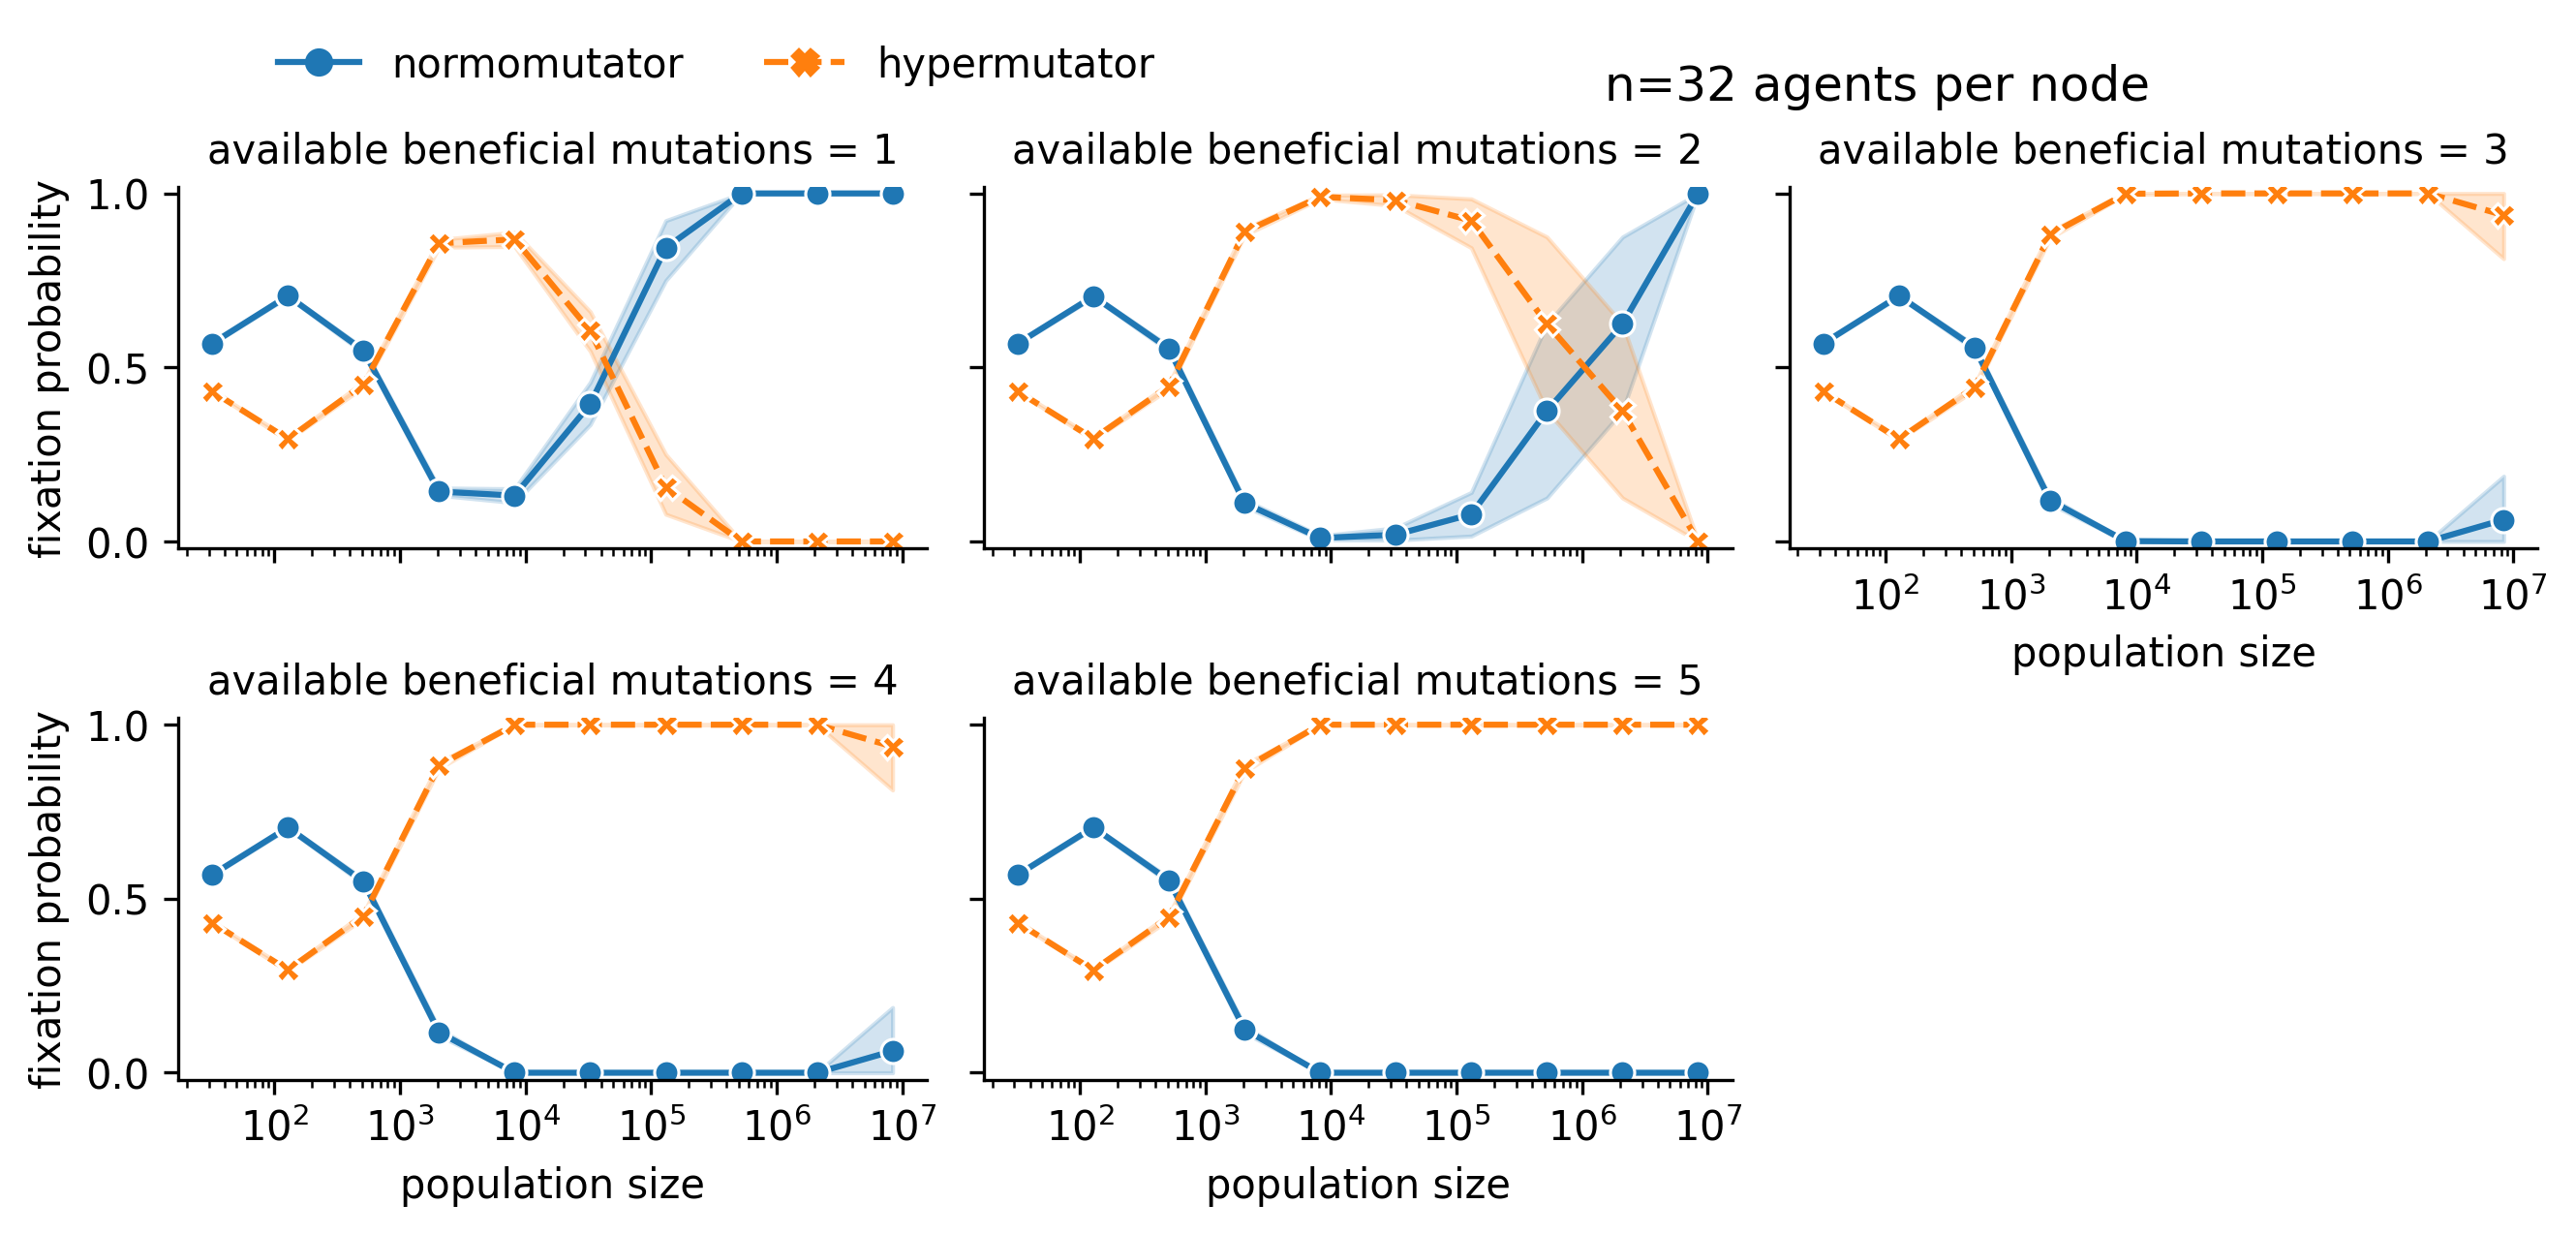 normomutator
hypermutator
n=32 agents per node
available beneficial mutations = 1
available beneficial mutations = 2
available beneficial mutations = 3
fixation probability
1.0
0.5
0.0
10² 10³ 10⁴ 10⁵ 10⁶ 10⁷
population size
available beneficial mutations = 4
available beneficial mutations = 5
fixation probability
1.0
0.5
0.0
10² 10³ 10⁴ 10⁵ 10⁶ 10⁷
10² 10³ 10⁴ 10⁵ 10⁶ 10⁷
population size
population size